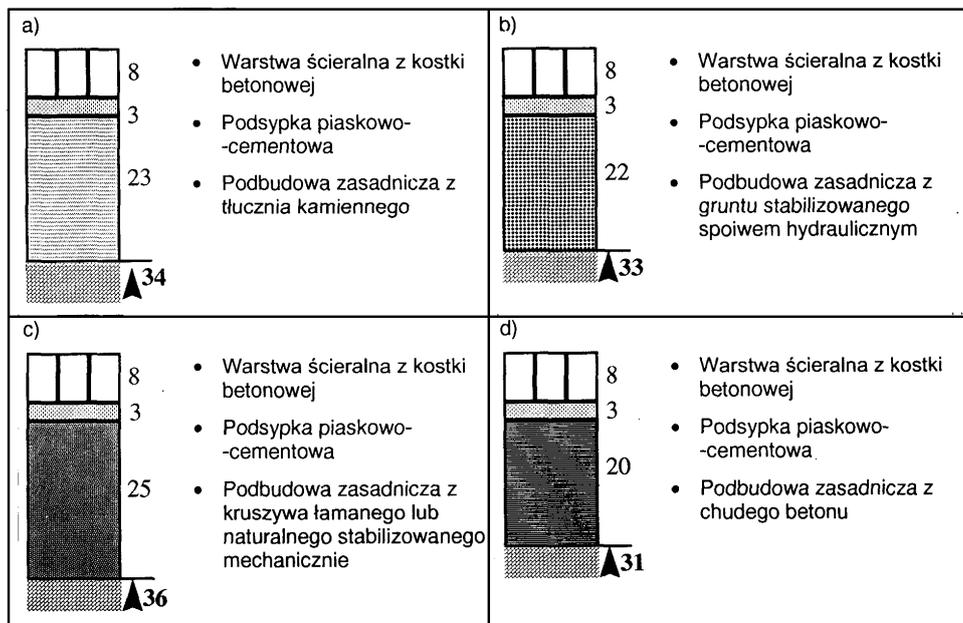 a)
8
3
23
34
• Warstwa ścieralna z kostki
betonowej
• Podsypka piaskowo-
-cementowa
• Podbudowa zasadnicza z
tłucznia kamiennego
b)
8
3
22
33
• Warstwa ścieralna z kostki
betonowej
• Podsypka piaskowo-
-cementowa
• Podbudowa zasadnicza z
gruntu stabilizowanego
spoiwem hydraulicznym
c)
8
3
25
36
• Warstwa ścieralna z kostki
betonowej
• Podsypka piaskowo-
-cementowa
• Podbudowa zasadnicza z
kruszywa łamanego lub
naturalnego stabilizowanego
mechanicznie
d)
8
3
20
31
• Warstwa ścieralna z kostki
betonowej
• Podsypka piaskowo-
-cementowa
• Podbudowa zasadnicza z
chudego betonu